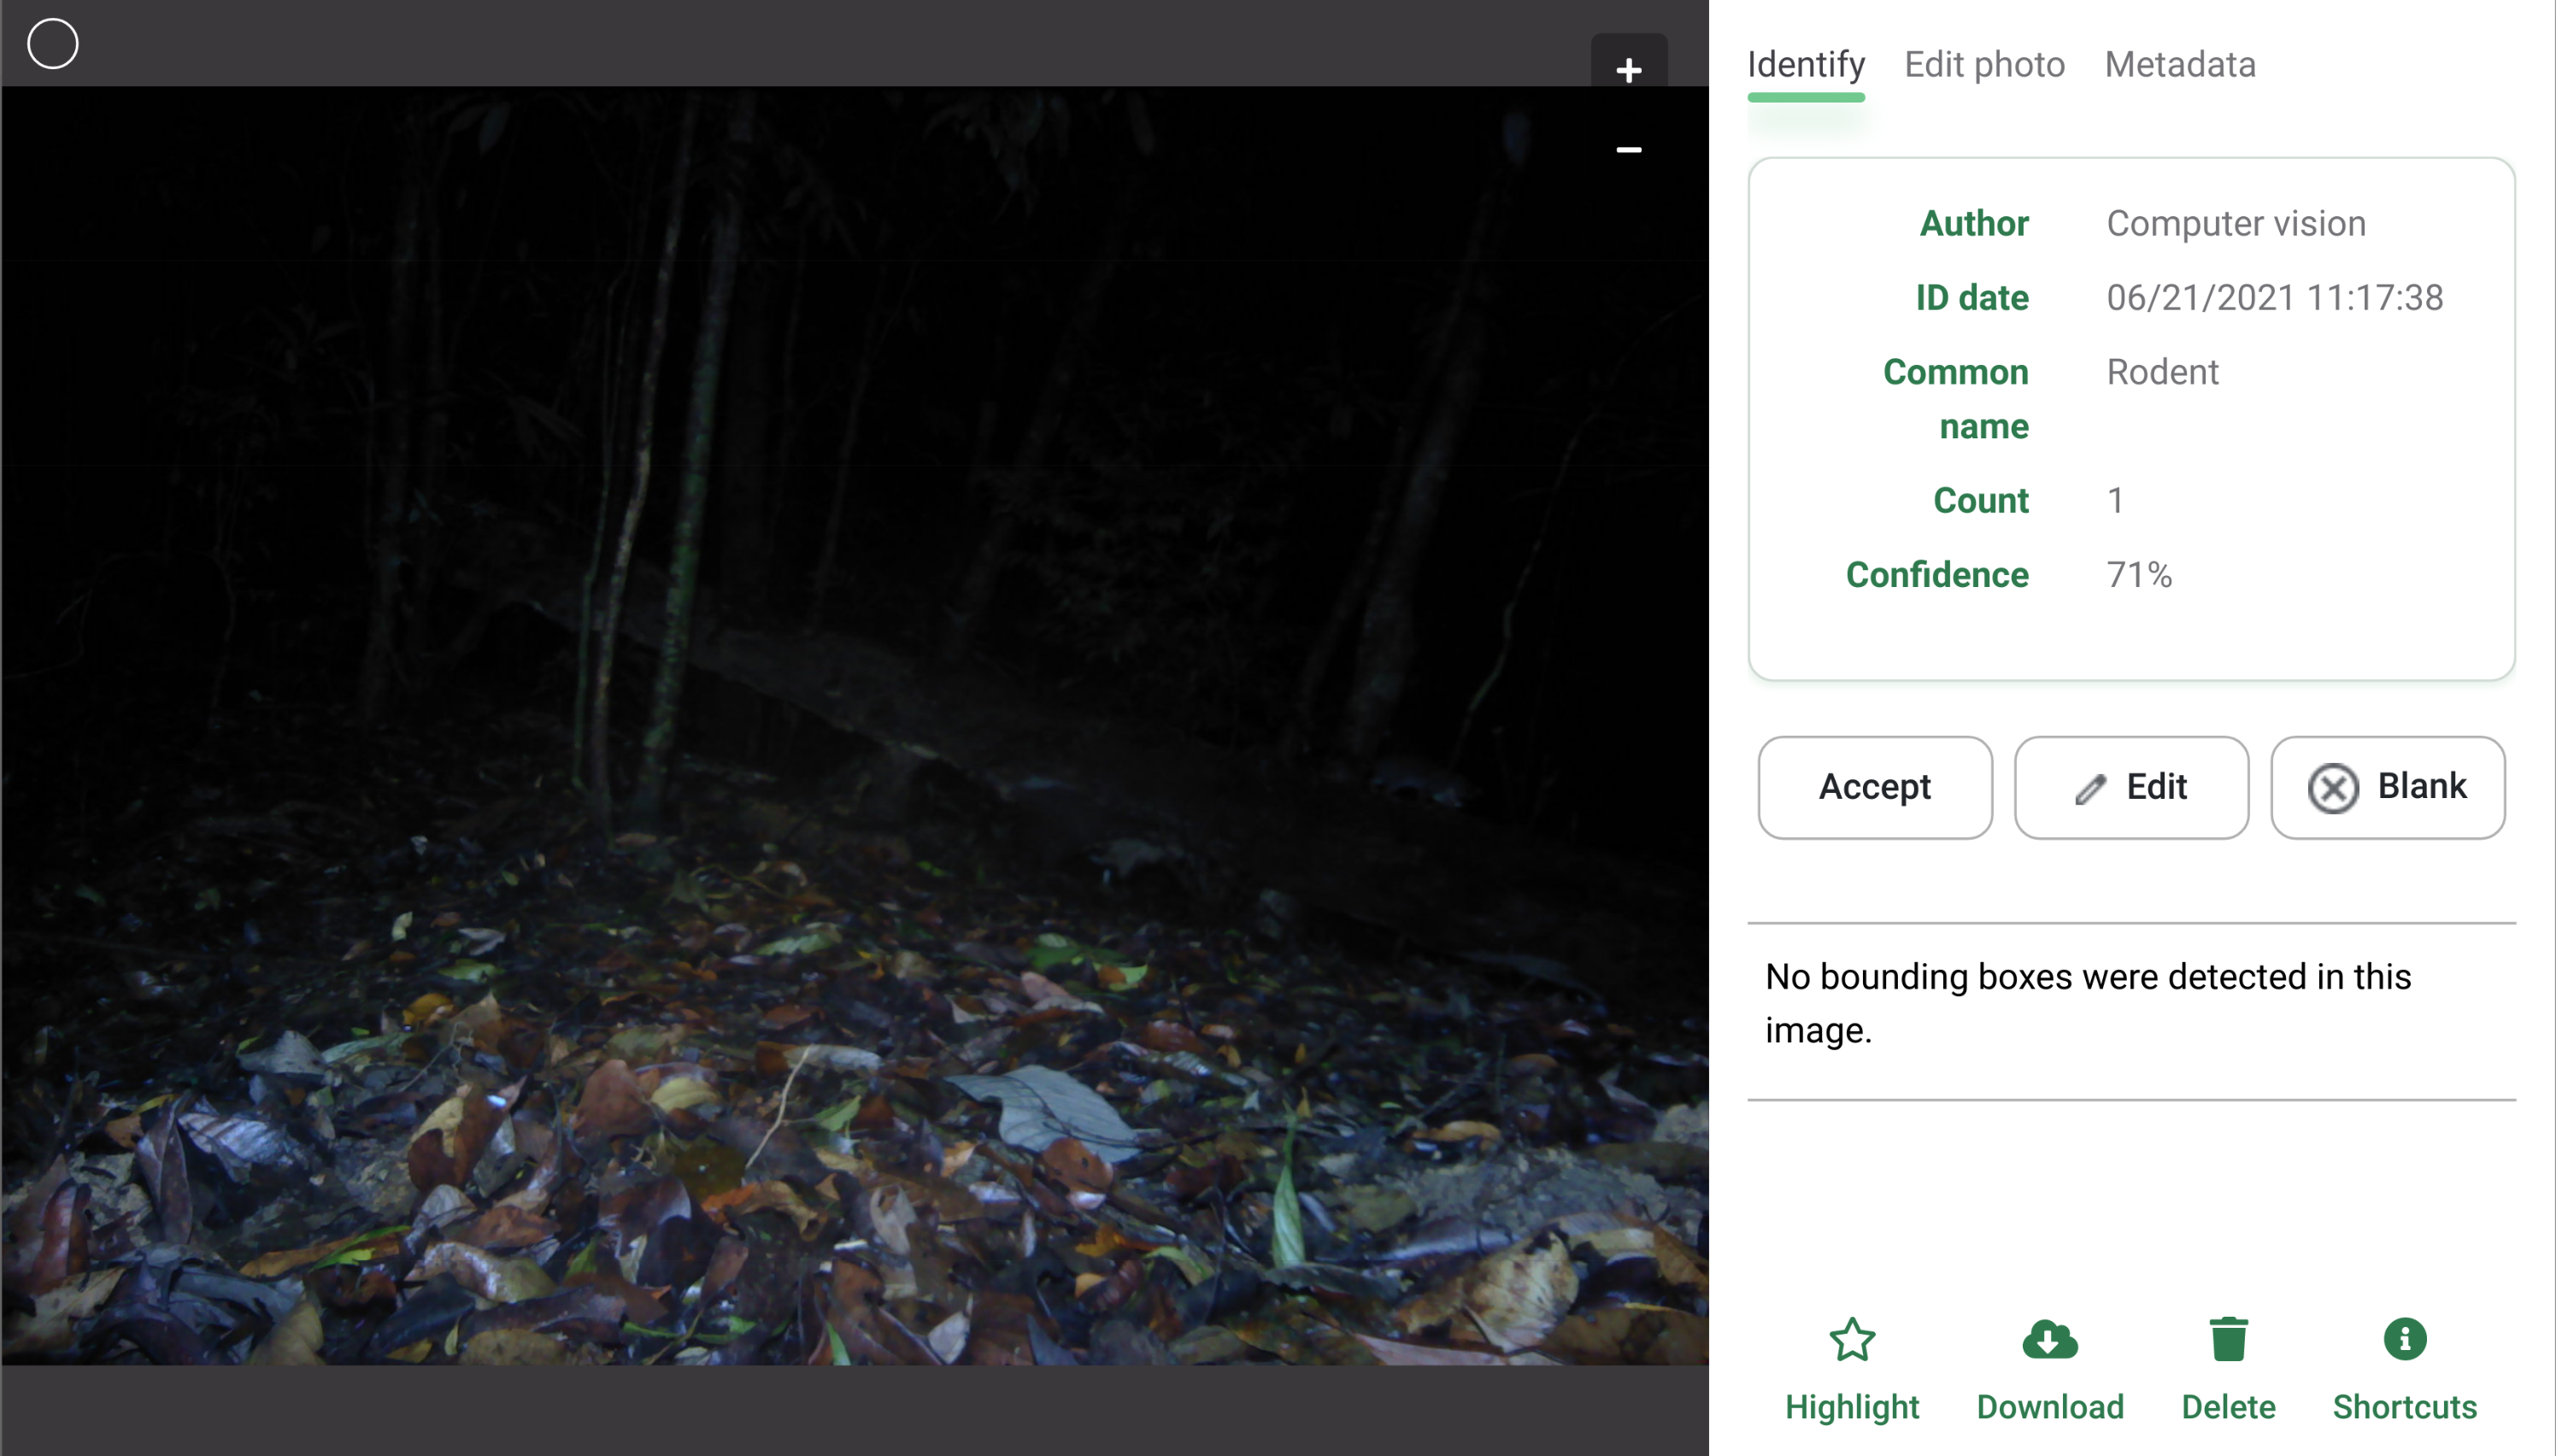 Identify Edit photo Metadata
Author Computer vision
ID date 06/21/2021 11:17:38
Common Rodent
name
Count 1
Confidence 71%
Accept Edit Blank
No bounding boxes were detected in this
image.
Highlight Download Delete Shortcuts